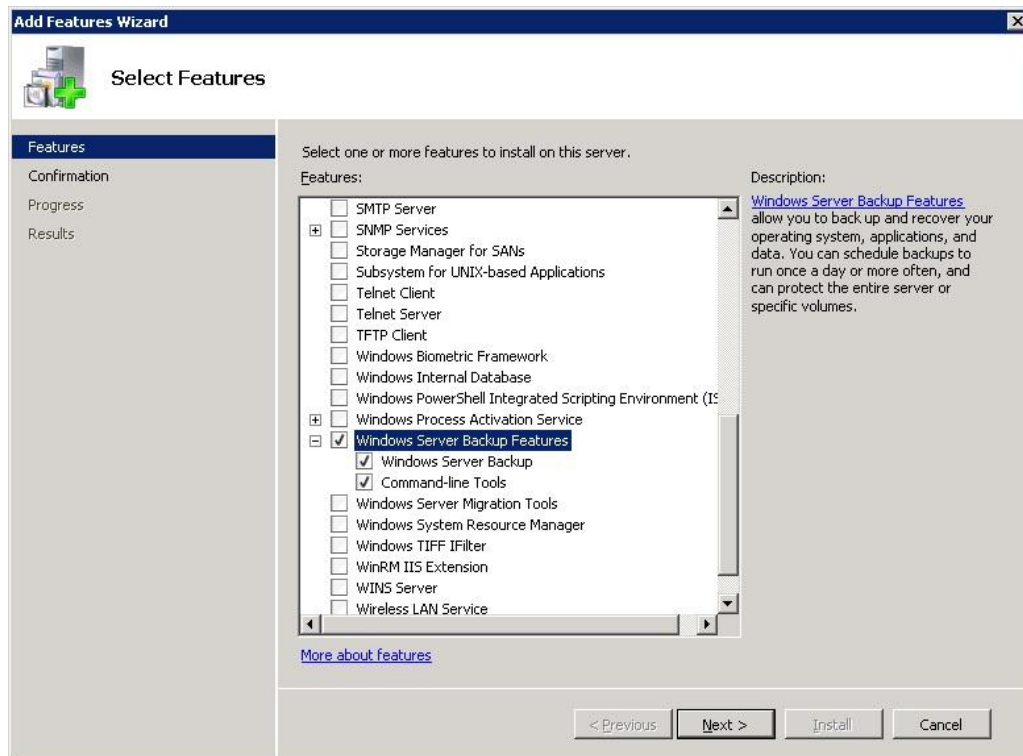 Add Features Wizard
Select Features
Features
Confirmation
Progress
Results
Select one or more features to install on this server.
Features:
SMTP Server
SNMP Services
Storage Manager for SANs
Subsystem for UNIX-based Applications
Telnet Client
Telnet Server
TFTP Client
Windows Biometric Framework
Windows Internal Database
Windows PowerShell Integrated Scripting Environment (IS
Windows Process Activation Service
Windows Server Backup Features
Windows Server Backup
Command-line Tools
Windows Server Migration Tools
Windows System Resource Manager
Windows TIFF IFilter
WinRM IIS Extension
WINS Server
Wireless LAN Service
More about features
Description:
Windows Server Backup Features
allow you to back up and recover your
operating system, applications, and
data. You can schedule backups to
run once a day or more often, and
can protect the entire server or
specific volumes.
< Previous
Next >
Install
Cancel